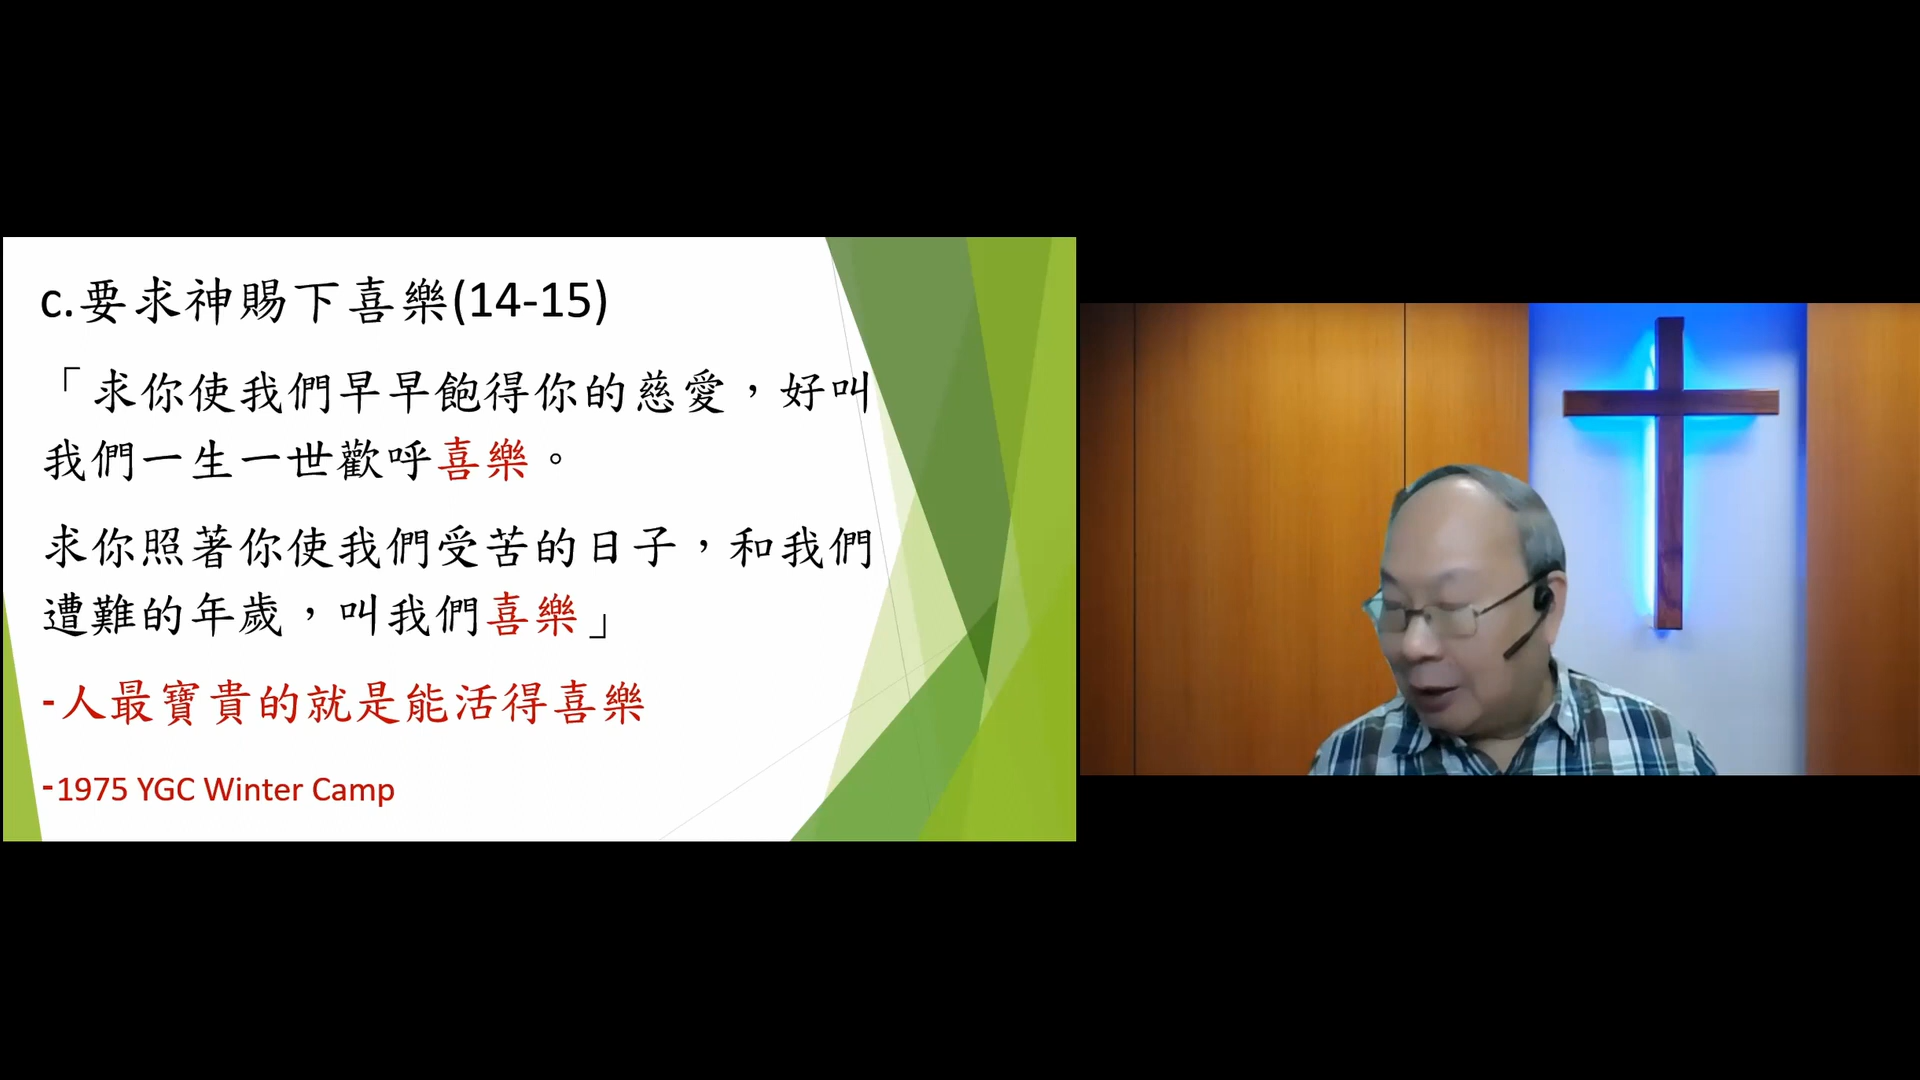 c.要求神賜下喜樂(14-15)
「求你使我們早早飽得你的慈愛，好叫
我們一生一世歡呼喜樂。
求你照著你使我們受苦的日子，和我們
遭難的年歲，叫我們喜樂」
-人最寶貴的就是能活得喜樂
-1975 YGC Winter Camp